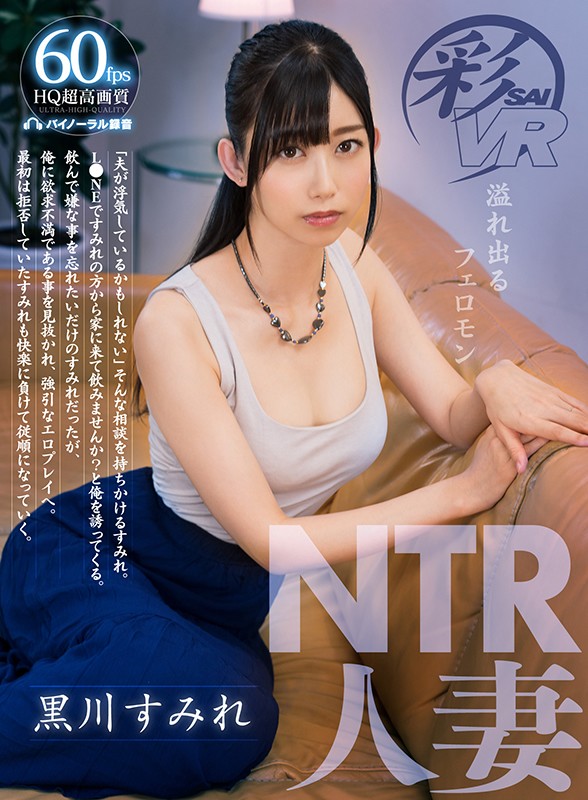 60fps
HQ超高画質
ULTRA-HIGH-QUALITY
バイノーラル録音
彩
SAI
VR
溢れ出る
フェロモン
「夫が浮気しているかもしれない」そんな相談を持ちかけるすみれ。
L●NEですみれの方から家に来て飲みませんか？と俺を誘ってくる。
飲んで嫌な事を忘れたいだけのすみれだったが、
俺に欲求不満である事を見抜かれ、強引なエロプレイへ。
最初は拒否していたすみれも快楽に負けて従順になっていく。
NTR
人妻
黒川すみれ